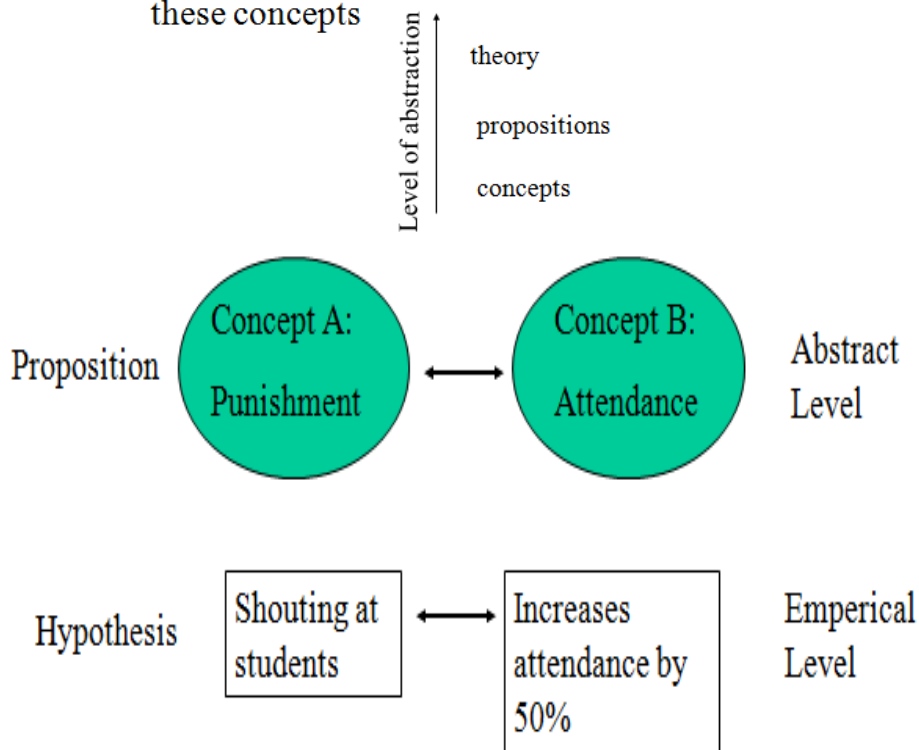 these concepts
Level of abstraction
theory
propositions
concepts
Proposition
Concept A:
Punishment
Concept B:
Attendance
Abstract
Level
Hypothesis
Shouting at
students
Increases
attendance by
50%
Emperical
Level